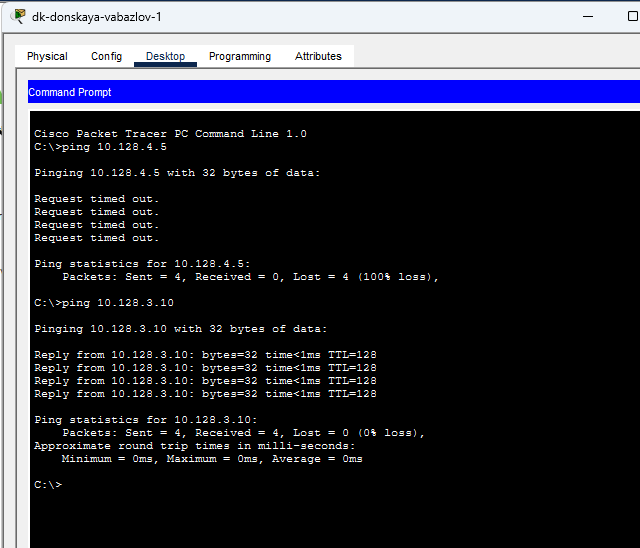 dk-donskaya-vabazlov-1
Physical Config Desktop Programming Attributes
Command Prompt
Cisco Packet Tracer PC Command Line 1.0
C:\>ping 10.128.4.5
Pinging 10.128.4.5 with 32 bytes of data:
Request timed out.
Request timed out.
Request timed out.
Request timed out.
Ping statistics for 10.128.4.5:
Packets: Sent = 4, Received = 0, Lost = 4 (100% loss),
C:\>ping 10.128.3.10
Pinging 10.128.3.10 with 32 bytes of data:
Reply from 10.128.3.10: bytes=32 time<1ms TTL=128
Reply from 10.128.3.10: bytes=32 time<1ms TTL=128
Reply from 10.128.3.10: bytes=32 time<1ms TTL=128
Reply from 10.128.3.10: bytes=32 time<1ms TTL=128
Ping statistics for 10.128.3.10:
Packets: Sent = 4, Received = 4, Lost = 0 (0% loss),
Approximate round trip times in milli-seconds:
Minimum = 0ms, Maximum = 0ms, Average = 0ms
C:\>